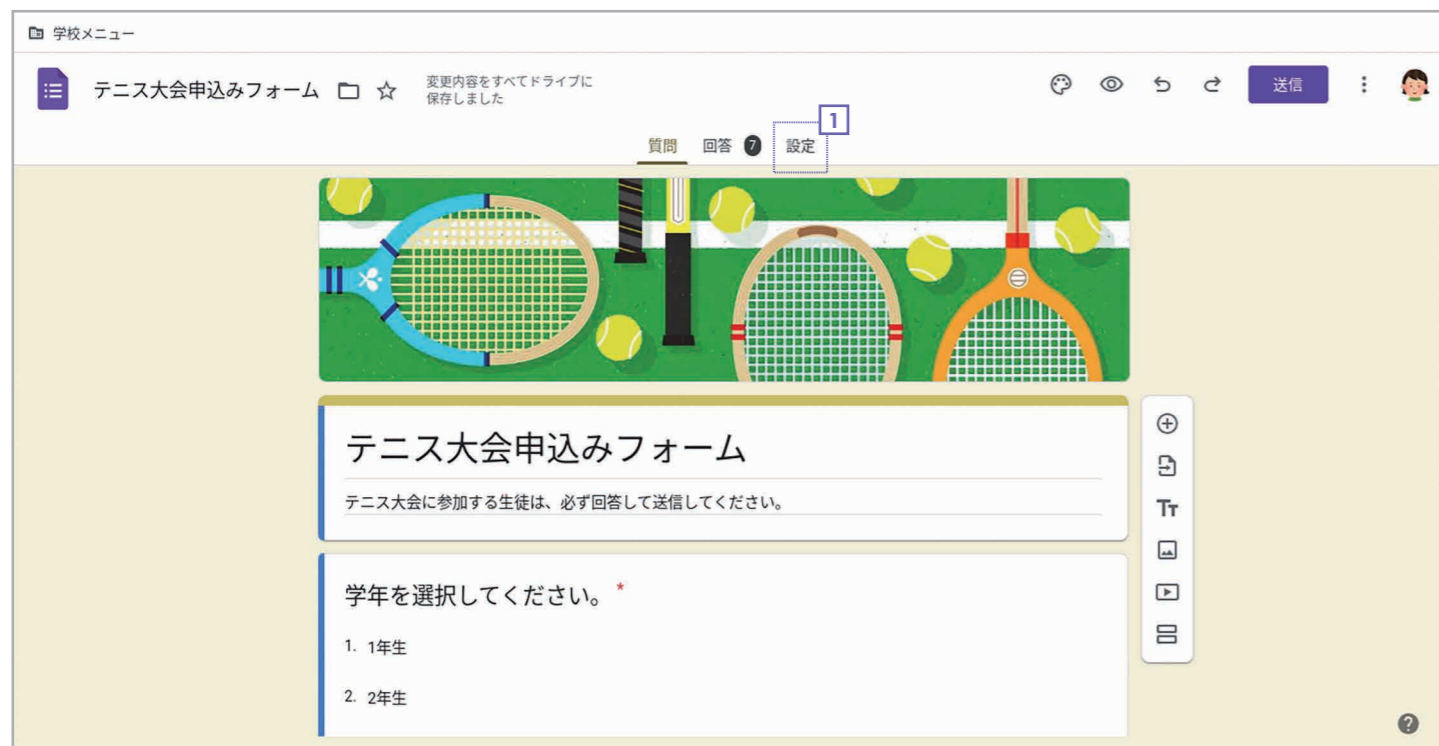 学校メニュー
テニス大会申込みフォーム
変更内容をすべてドライブに
保存しました
送信
1
質問 回答 7 設定
テニス大会申込みフォーム
テニス大会に参加する生徒は、必ず回答して送信してください。
Tт
学年を選択してください。 *
1. 1年生
2. 2年生
?